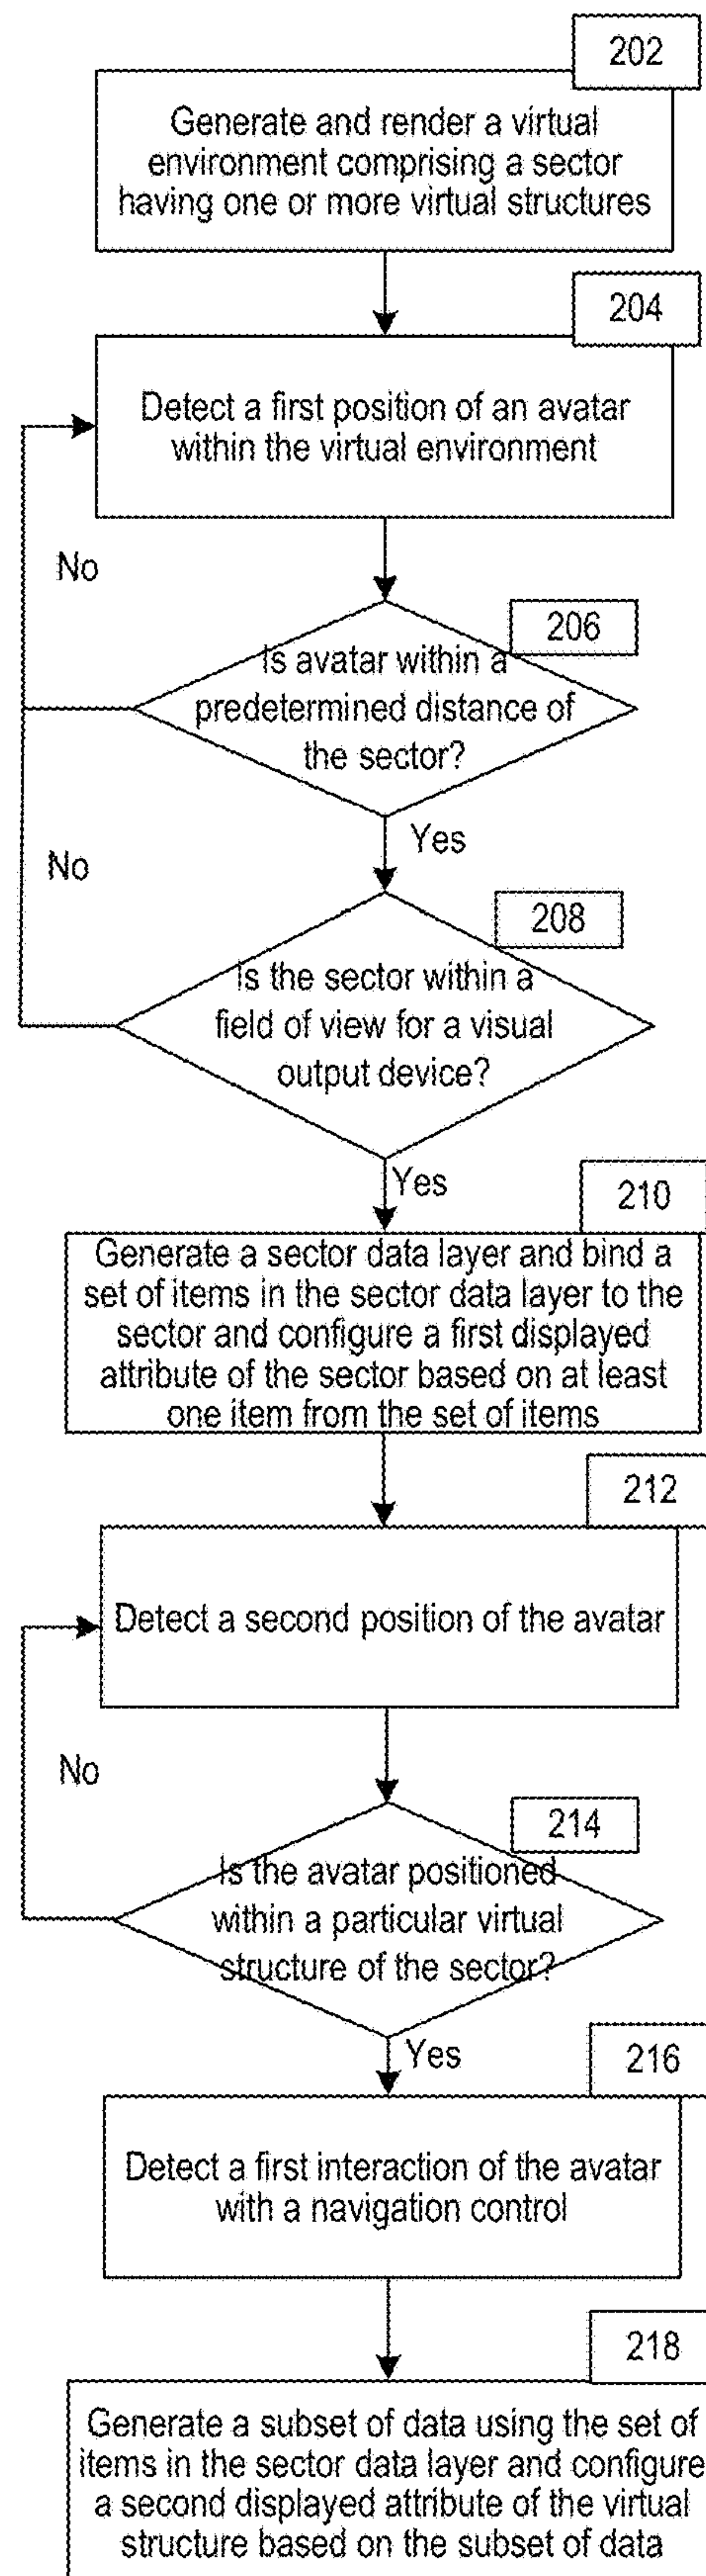 202
Generate and render a virtual
environment comprising a sector
having one or more virtual structures
204
Detect a first position of an avatar
within the virtual environment
No
206
Is avatar within a
predetermined distance of
the sector?
Yes
No
208
Is the sector within a
field of view for a visual
output device?
Yes
210
Generate a sector data layer and bind a
set of items in the sector data layer to the
sector and configure a first displayed
attribute of the sector based on at least
one item from the set of items
212
Detect a second position of the avatar
No
214
Is the avatar positioned
within a particular virtual
structure of the sector?
Yes
216
Detect a first interaction of the avatar
with a navigation control
218
Generate a subset of data using the set of
items in the sector data layer and configure
a second displayed attribute of the virtual
structure based on the subset of data